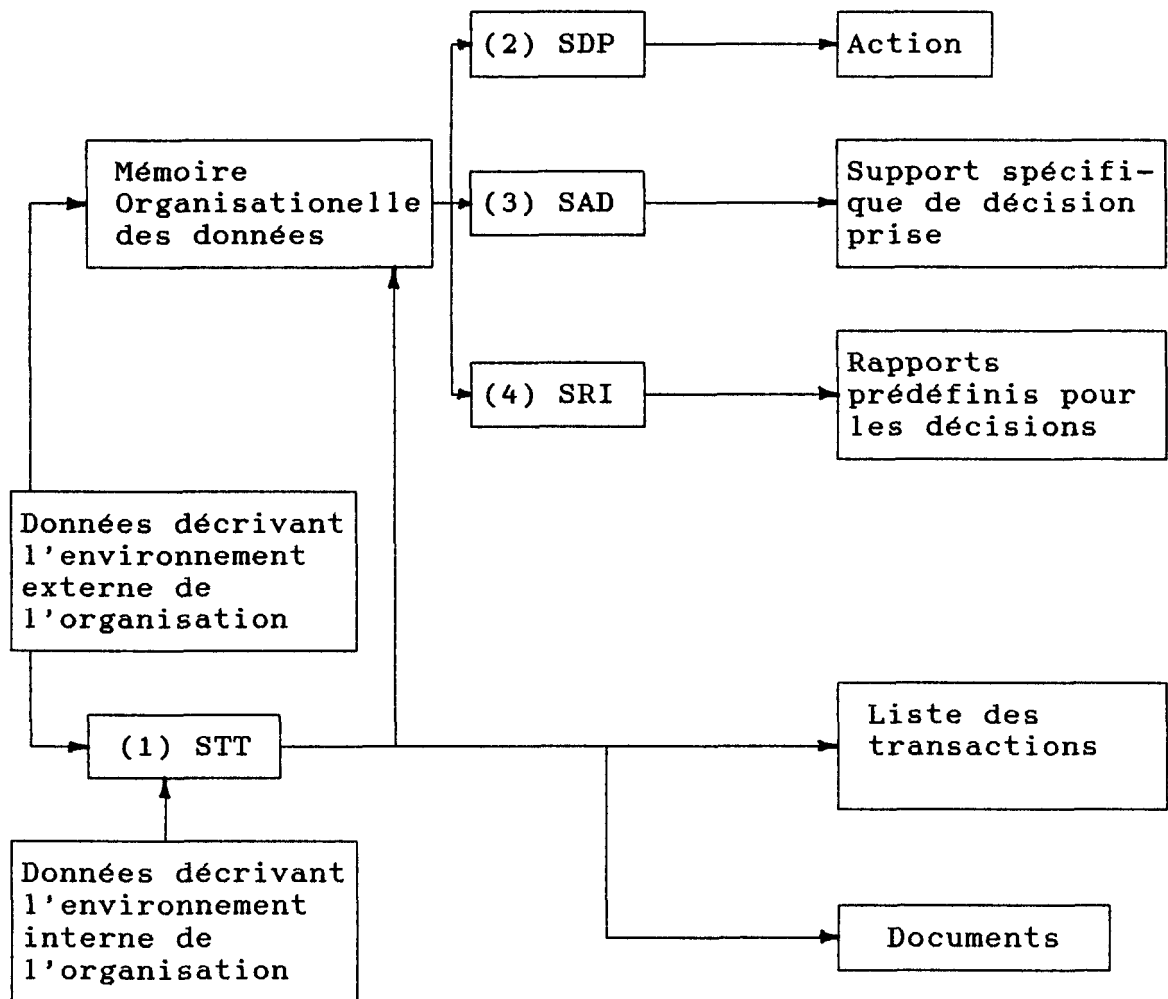 (2) SDP
Action
Mémoire
Organisationelle
des données
(3) SAD
Support spécifi-
que de décision
prise
(4) SRI
Rapports
prédéfinis pour
les décisions
Données décrivant
l'environnement
externe de
l'organisation
(1) STT
Liste des
transactions
Données décrivant
l'environnement
interne de
l'organisation
Documents